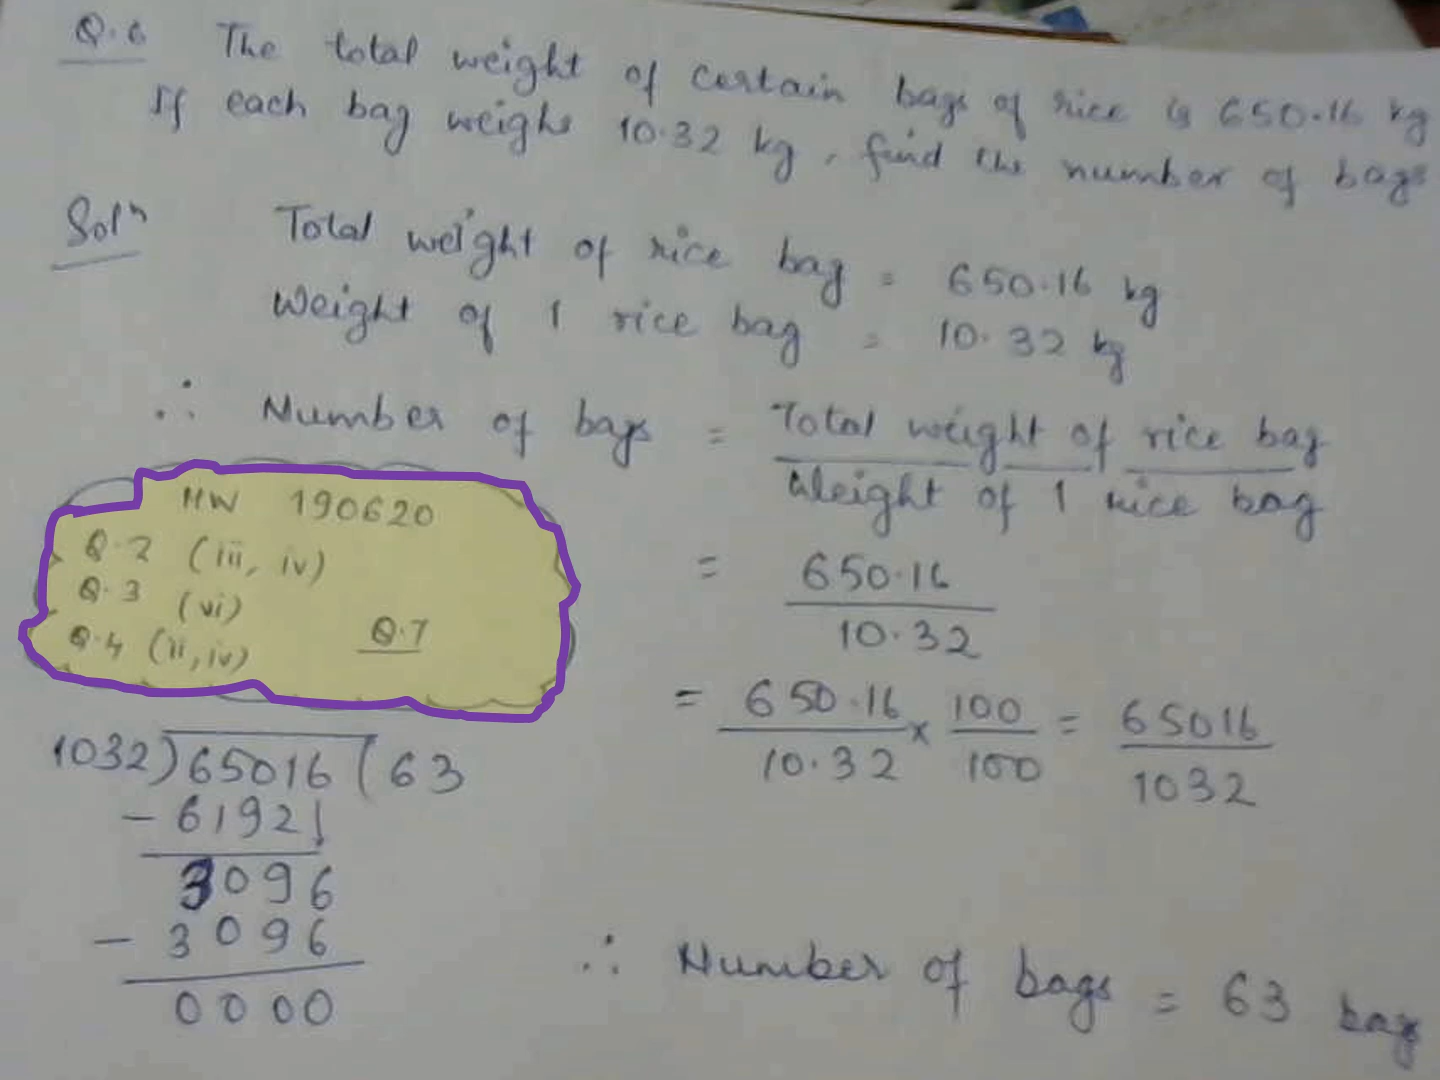 Q.6 The total weight of certain bags of rice is 650.16 kg
If each bag weighs 10.32 kg, find the number of bags
Solⁿ Total weight of rice bag = 650.16 kg
Weight of 1 rice bag = 10.32 kg
∴ Number of bags = Total weight of rice bag
Weight of 1 rice bag
= 650.16
10.32
= 650.16 × 100 = 65016
10.32 100 1032
HW 190620
Q.2 (iii, iv)
Q.3 (vi)
Q.4 (ii, iv) Q.7
1032)65016(63
- 6192↓
3096
- 3096
0000
∴ Number of bags = 63 bags